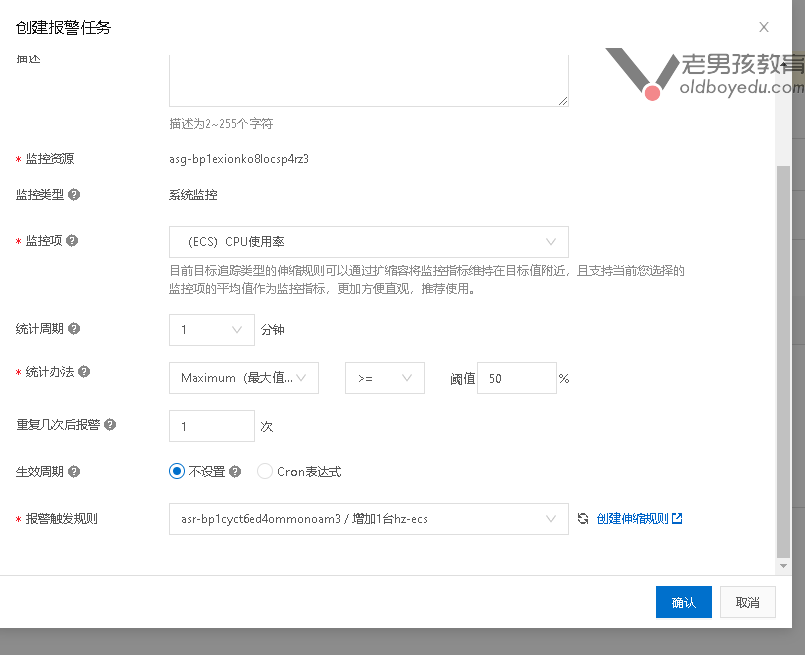 创建报警任务
老男孩教育
oldboyedu.com
描述
描述为2~255个字符
* 监控资源 asg-bp1exionko8locsp4rz3
监控类型 系统监控
* 监控项 （ECS）CPU使用率
目前目标追踪类型的伸缩规则可以通过扩缩容将监控指标维持在目标值附近，且支持当前您选择的
监控项的平均值作为监控指标，更加方便直观，推荐使用。
统计周期 1 分钟
* 统计办法 Maximum（最大值... >= 阈值 50 %
重复几次后报警 1 次
生效周期 不设置 Cron表达式
* 报警触发规则 asr-bp1cyct6ed4ommonoam3 / 增加1台hz-ecs 创建伸缩规则
确认 取消